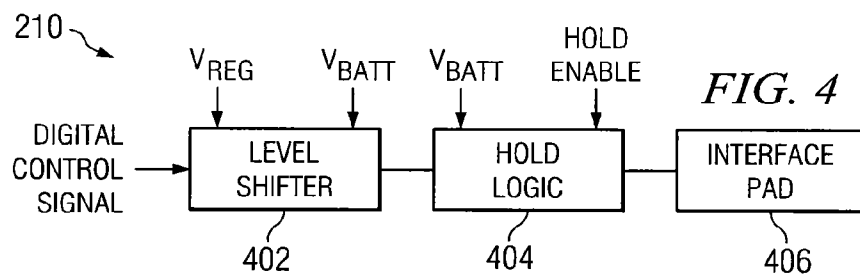 210
V_REG
V_BATT
V_BATT
HOLD
ENABLE
FIG. 4
DIGITAL
CONTROL
SIGNAL
LEVEL
SHIFTER
HOLD
LOGIC
INTERFACE
PAD
402
404
406